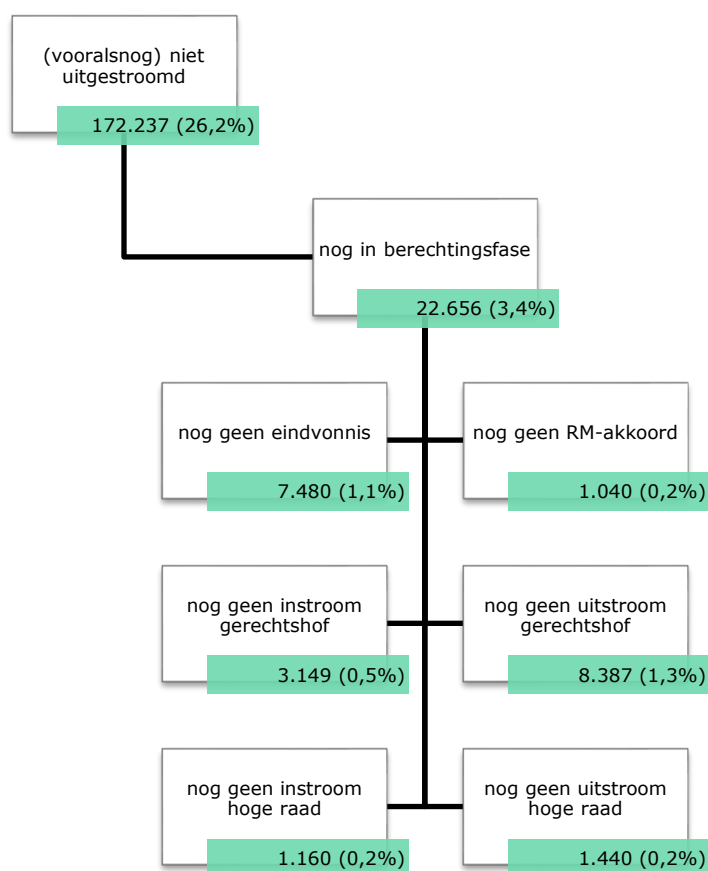 (vooralsnog) niet
uitgestroomd
172.237 (26,2%)
nog in berechtingsfase
22.656 (3,4%)
nog geen eindvonnis
7.480 (1,1%)
nog geen RM-akkoord
1.040 (0,2%)
nog geen instroom
gerechtshof
3.149 (0,5%)
nog geen uitstroom
gerechtshof
8.387 (1,3%)
nog geen instroom
hoge raad
1.160 (0,2%)
nog geen uitstroom
hoge raad
1.440 (0,2%)